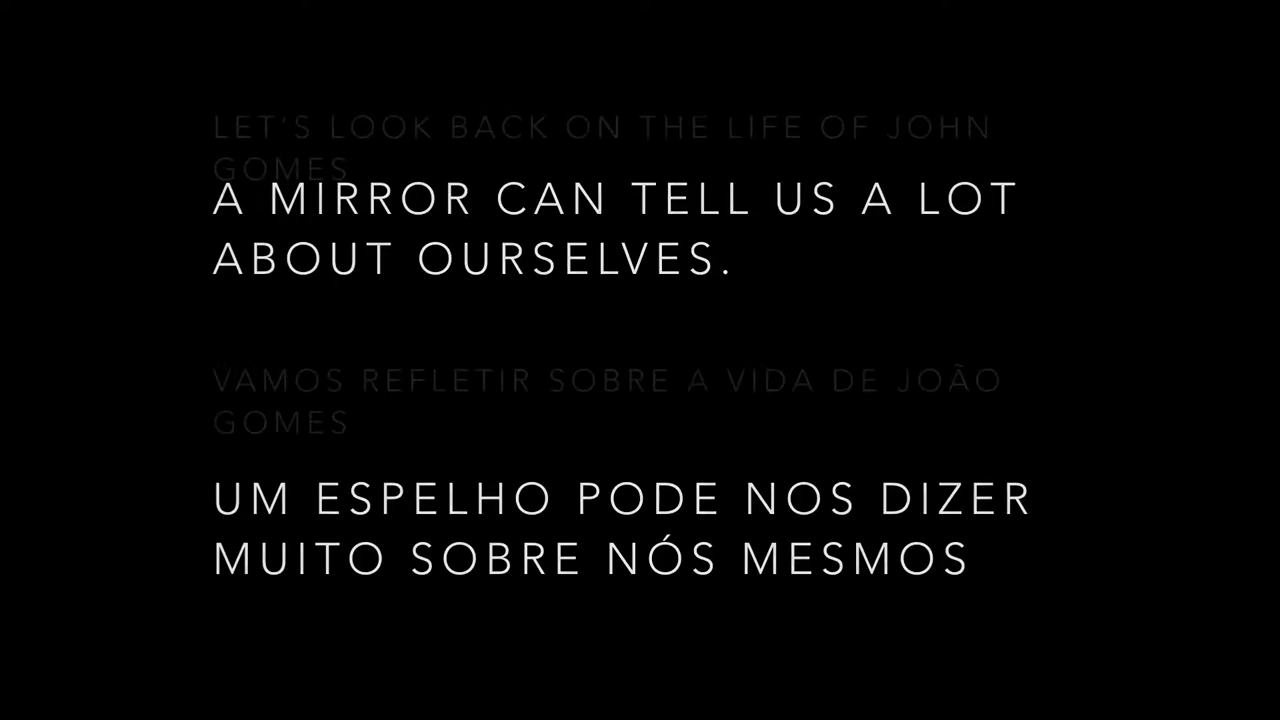 LET'S LOOK BACK ON THE LIFE OF JOHN
GOMES
A MIRROR CAN TELL US A LOT
ABOUT OURSELVES.
VAMOS REFLETIR SOBRE A VIDA DE JOÃO
GOMES
UM ESPELHO PODE NOS DIZER
MUITO SOBRE NÓS MESMOS